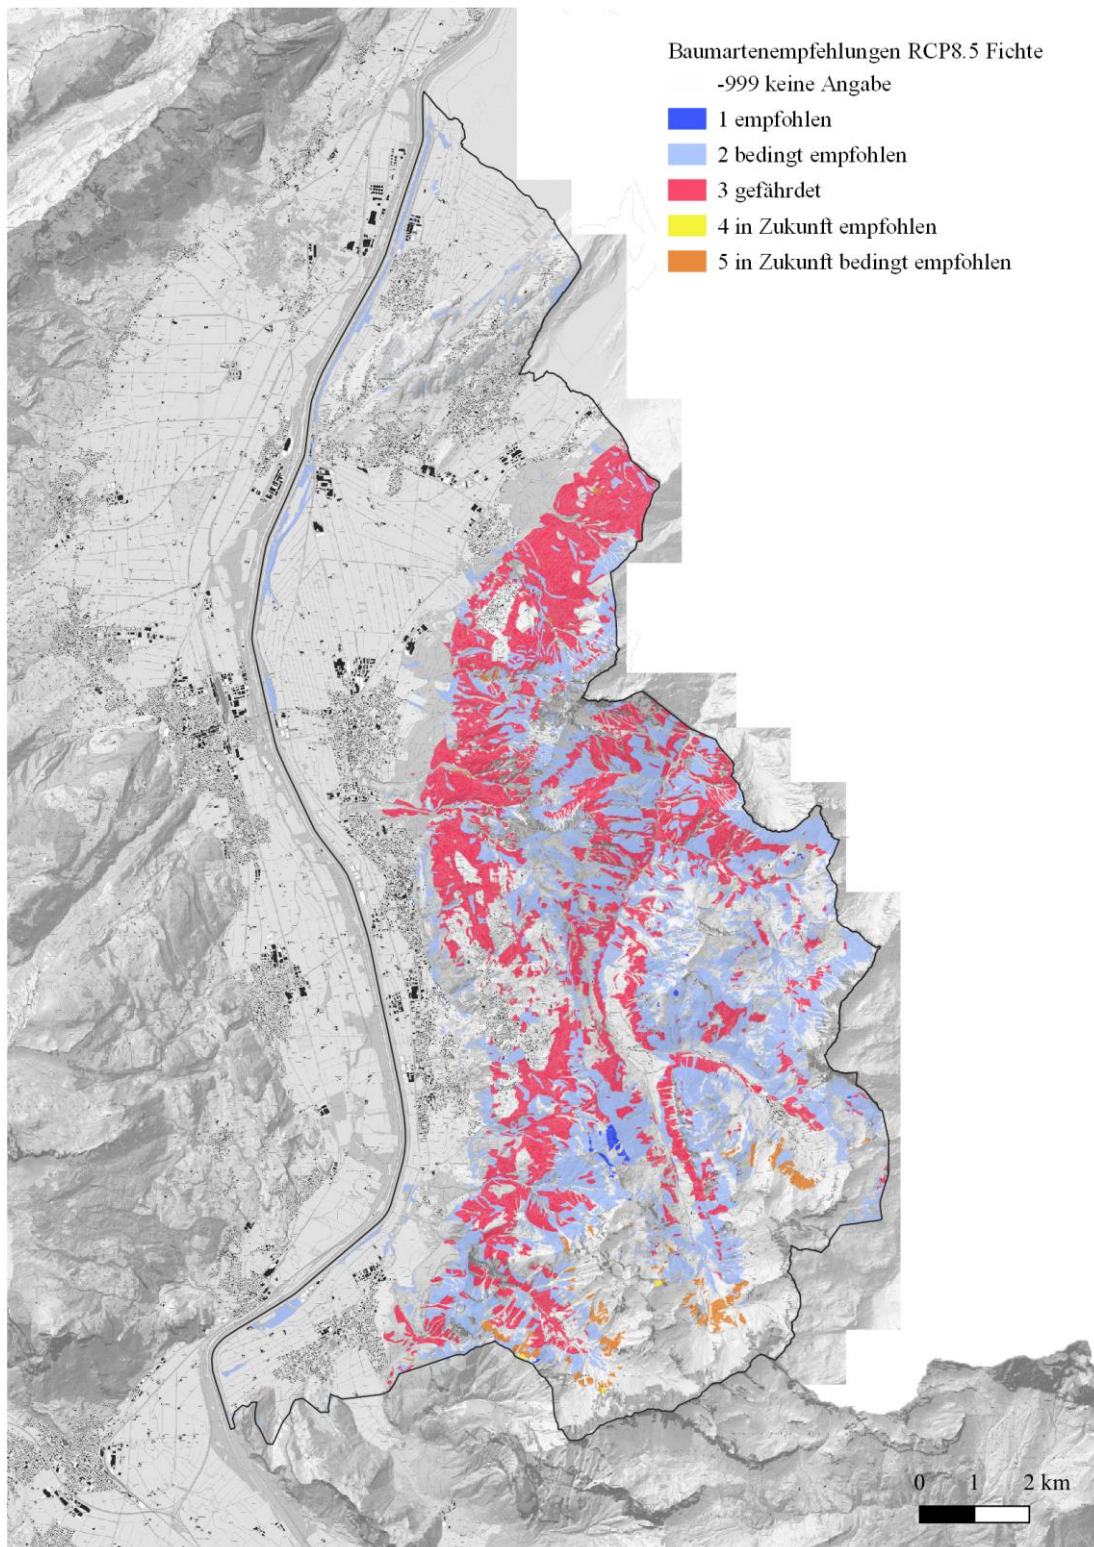 Baumartenempfehlungen RCP8.5 Fichte
-999 keine Angabe
1 empfohlen
2 bedingt empfohlen
3 gefährdet
4 in Zukunft empfohlen
5 in Zukunft bedingt empfohlen
0 1 2 km